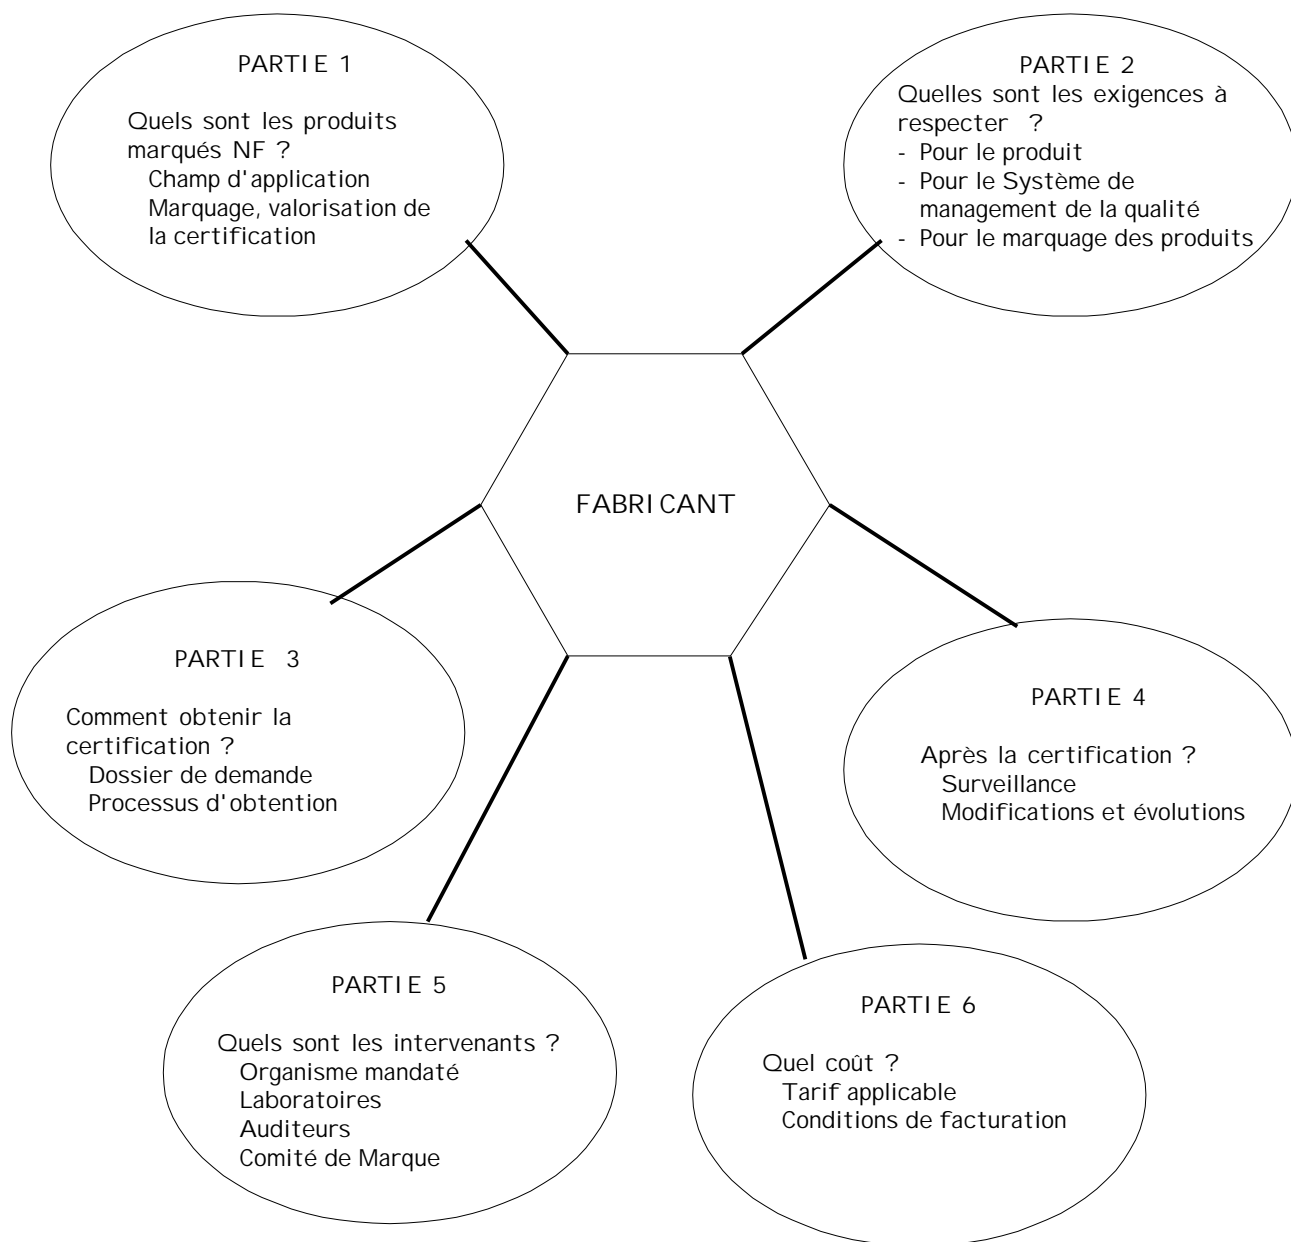 PARTIE 1
Quels sont les produits
marqués NF ?
Champ d'application
Marquage, valorisation de
la certification
PARTIE 2
Quelles sont les exigences à
respecter ?
- Pour le produit
- Pour le Système de
management de la qualité
- Pour le marquage des produits
FABRICANT
PARTIE 3
Comment obtenir la
certification ?
Dossier de demande
Processus d'obtention
PARTIE 4
Après la certification ?
Surveillance
Modifications et évolutions
PARTIE 5
Quels sont les intervenants ?
Organisme mandaté
Laboratoires
Auditeurs
Comité de Marque
PARTIE 6
Quel coût ?
Tarif applicable
Conditions de facturation